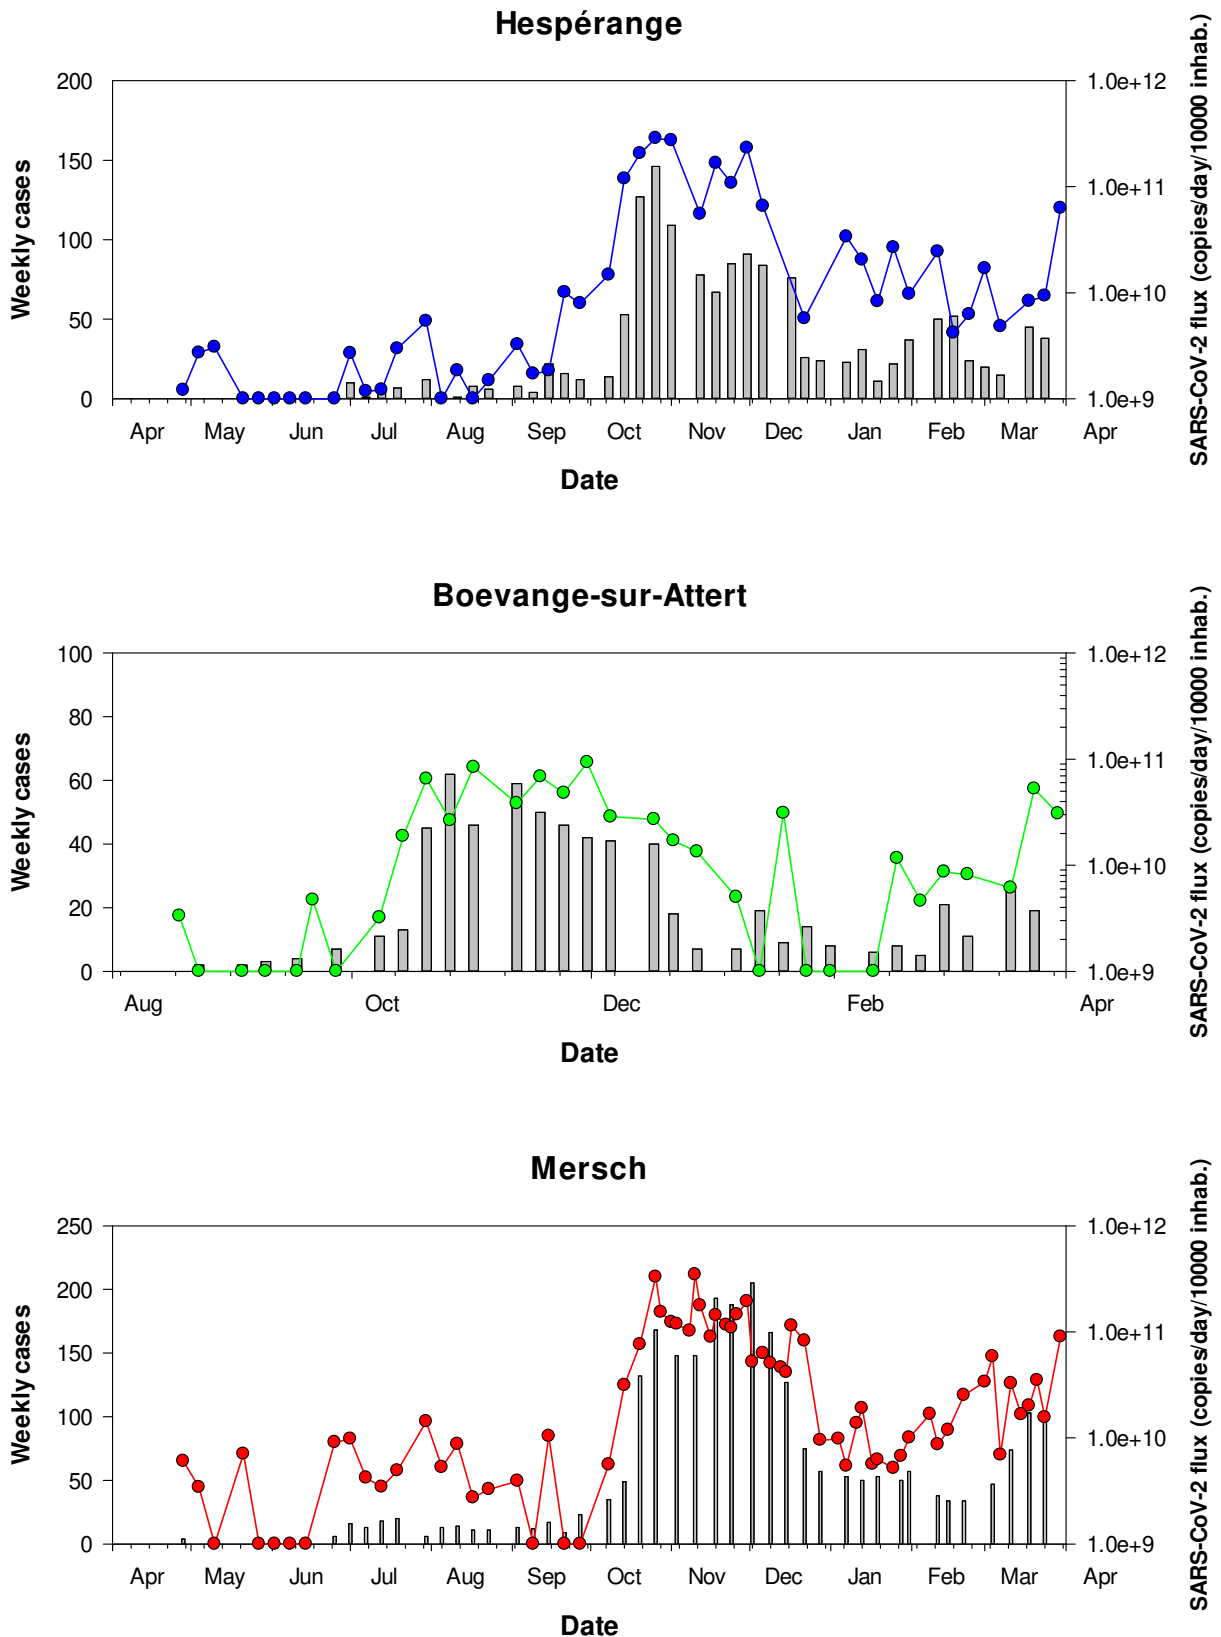 Hespérange
200
150
100
50
0
Weekly cases
1.0e+12
1.0e+11
1.0e+10
1.0e+9
SARS-CoV-2 flux (copies/day/10000 inhab.)
Apr May Jun Jul Aug Sep Oct Nov Dec Jan Feb Mar Apr
Date
Boevange-sur-Attert
100
80
60
40
20
0
Weekly cases
1.0e+12
1.0e+11
1.0e+10
1.0e+9
SARS-CoV-2 flux (copies/day/10000 inhab.)
Aug Oct Dec Feb Apr
Date
Mersch
250
200
150
100
50
0
Weekly cases
1.0e+12
1.0e+11
1.0e+10
1.0e+9
SARS-CoV-2 flux (copies/day/10000 inhab.)
Apr May Jun Jul Aug Sep Oct Nov Dec Jan Feb Mar Apr
Date